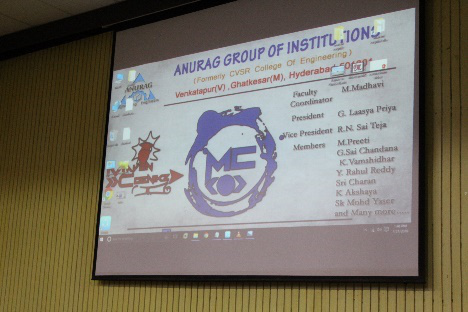 ANURAG GROUP OF INSTITUTIONS
(Formerly CVSR College Of Engineering)
Venkatapur(V) ,Ghatkesar(M), Hyderabad
ANURAG
Faculty Coordinator M.Madhavi
President G. Laasya Priya
Vice President R.N. Sai Teja
Members M.Preeti
G.Sai Chandana
K.Vamshidhar
Y. Rahul Reddy
Sri Charan
K Akshaya
Sk Mohd Yaser
and Many more
MC